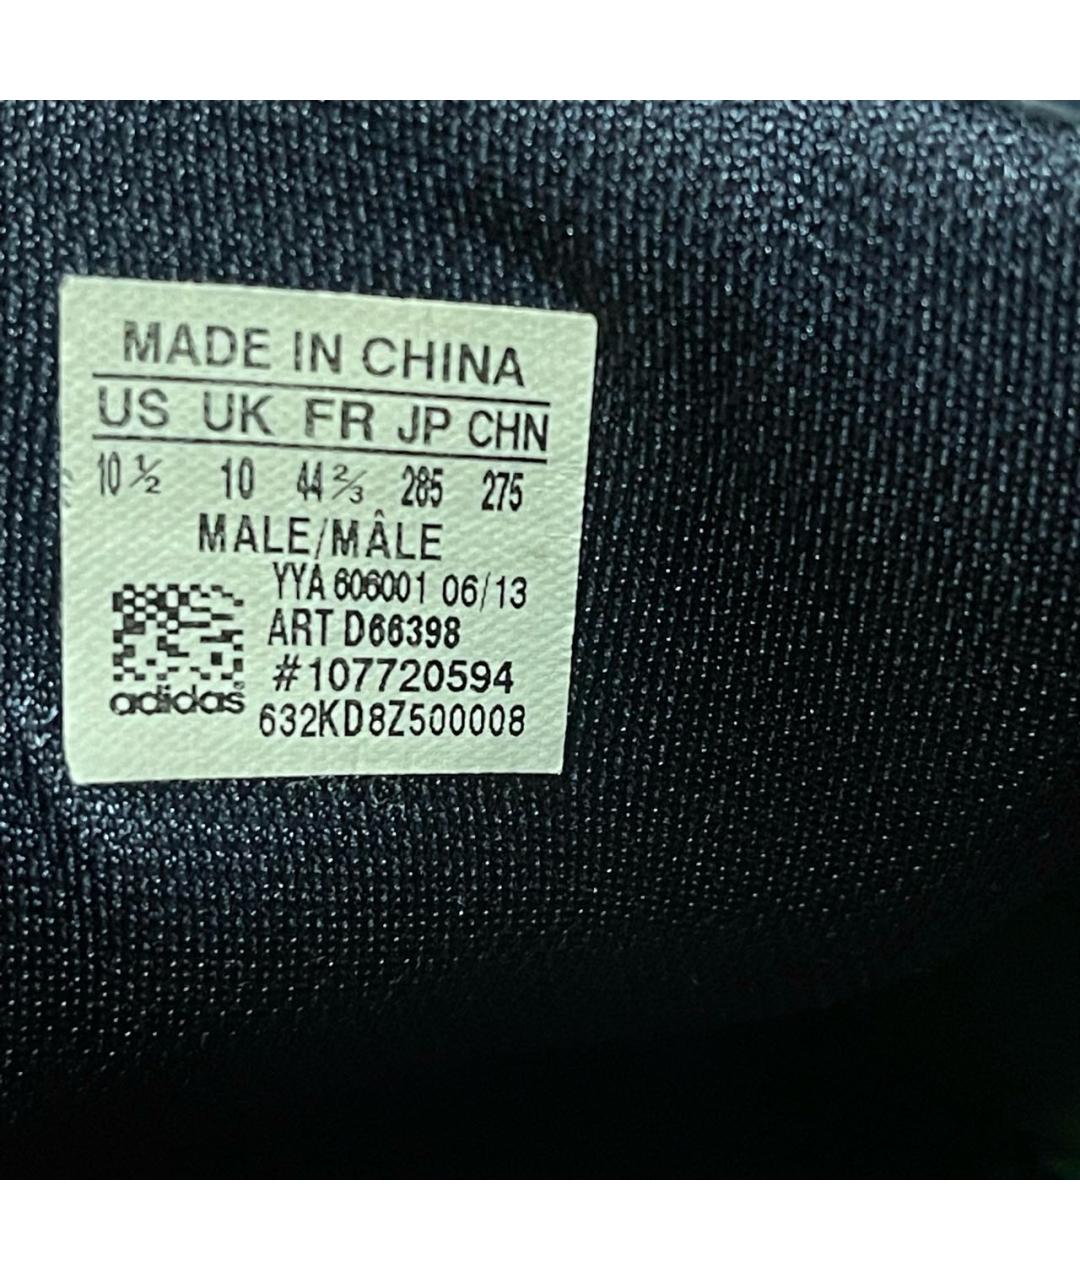 MADE IN CHINA
US UK FR JP CHN
10 ½ 10 44 ⅔ 285 275
MALE/MÂLE
YYA 606001 06/13
ART D66398
#107720594
adidas
632KD8Z500008